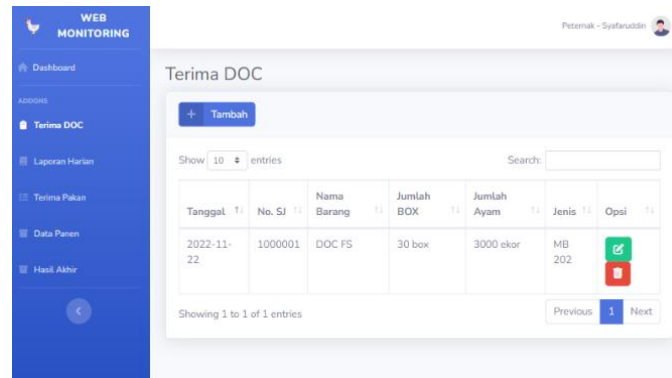 WEB
MONITORING
Peternak - Syafaruddin
Dashboard
Terima DOC
ADDONS
Tambah
Terima DOC
Laporan Harian
Show 10 entries
Search:
Terima Pakan
Nama Jumlah Jumlah
Tanggal No. SJ Barang BOX Ayam Jenis Opsi
Data Panen
2022-11- 1000001 DOC FS 30 box 3000 ekor MB
22 202
Hasil Akhir
Showing 1 to 1 of 1 entries
Previous 1 Next